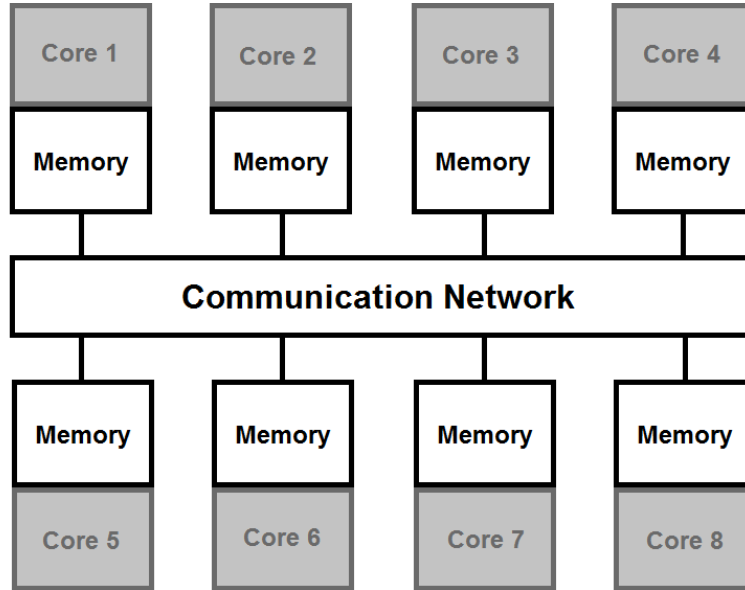 Core 1
Core 2
Core 3
Core 4
Memory
Memory
Memory
Memory
Communication Network
Memory
Memory
Memory
Memory
Core 5
Core 6
Core 7
Core 8